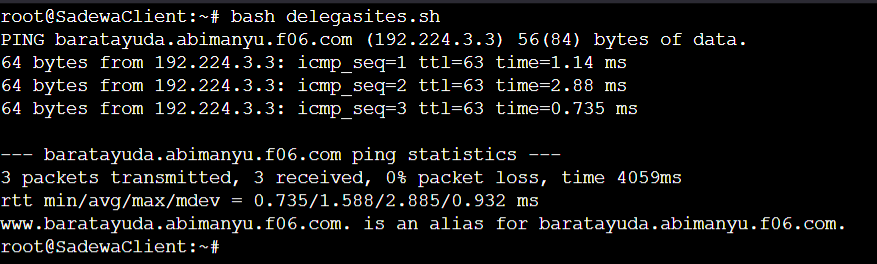 root@SadewaClient:~# bash delegasites.sh
PING baratayuda.abimanyu.f06.com (192.224.3.3) 56(84) bytes of data.
64 bytes from 192.224.3.3: icmp_seq=1 ttl=63 time=1.14 ms
64 bytes from 192.224.3.3: icmp_seq=2 ttl=63 time=2.88 ms
64 bytes from 192.224.3.3: icmp_seq=3 ttl=63 time=0.735 ms
--- baratayuda.abimanyu.f06.com ping statistics ---
3 packets transmitted, 3 received, 0% packet loss, time 4059ms
rtt min/avg/max/mdev = 0.735/1.588/2.885/0.932 ms
www.baratayuda.abimanyu.f06.com. is an alias for baratayuda.abimanyu.f06.com.
root@SadewaClient:~#